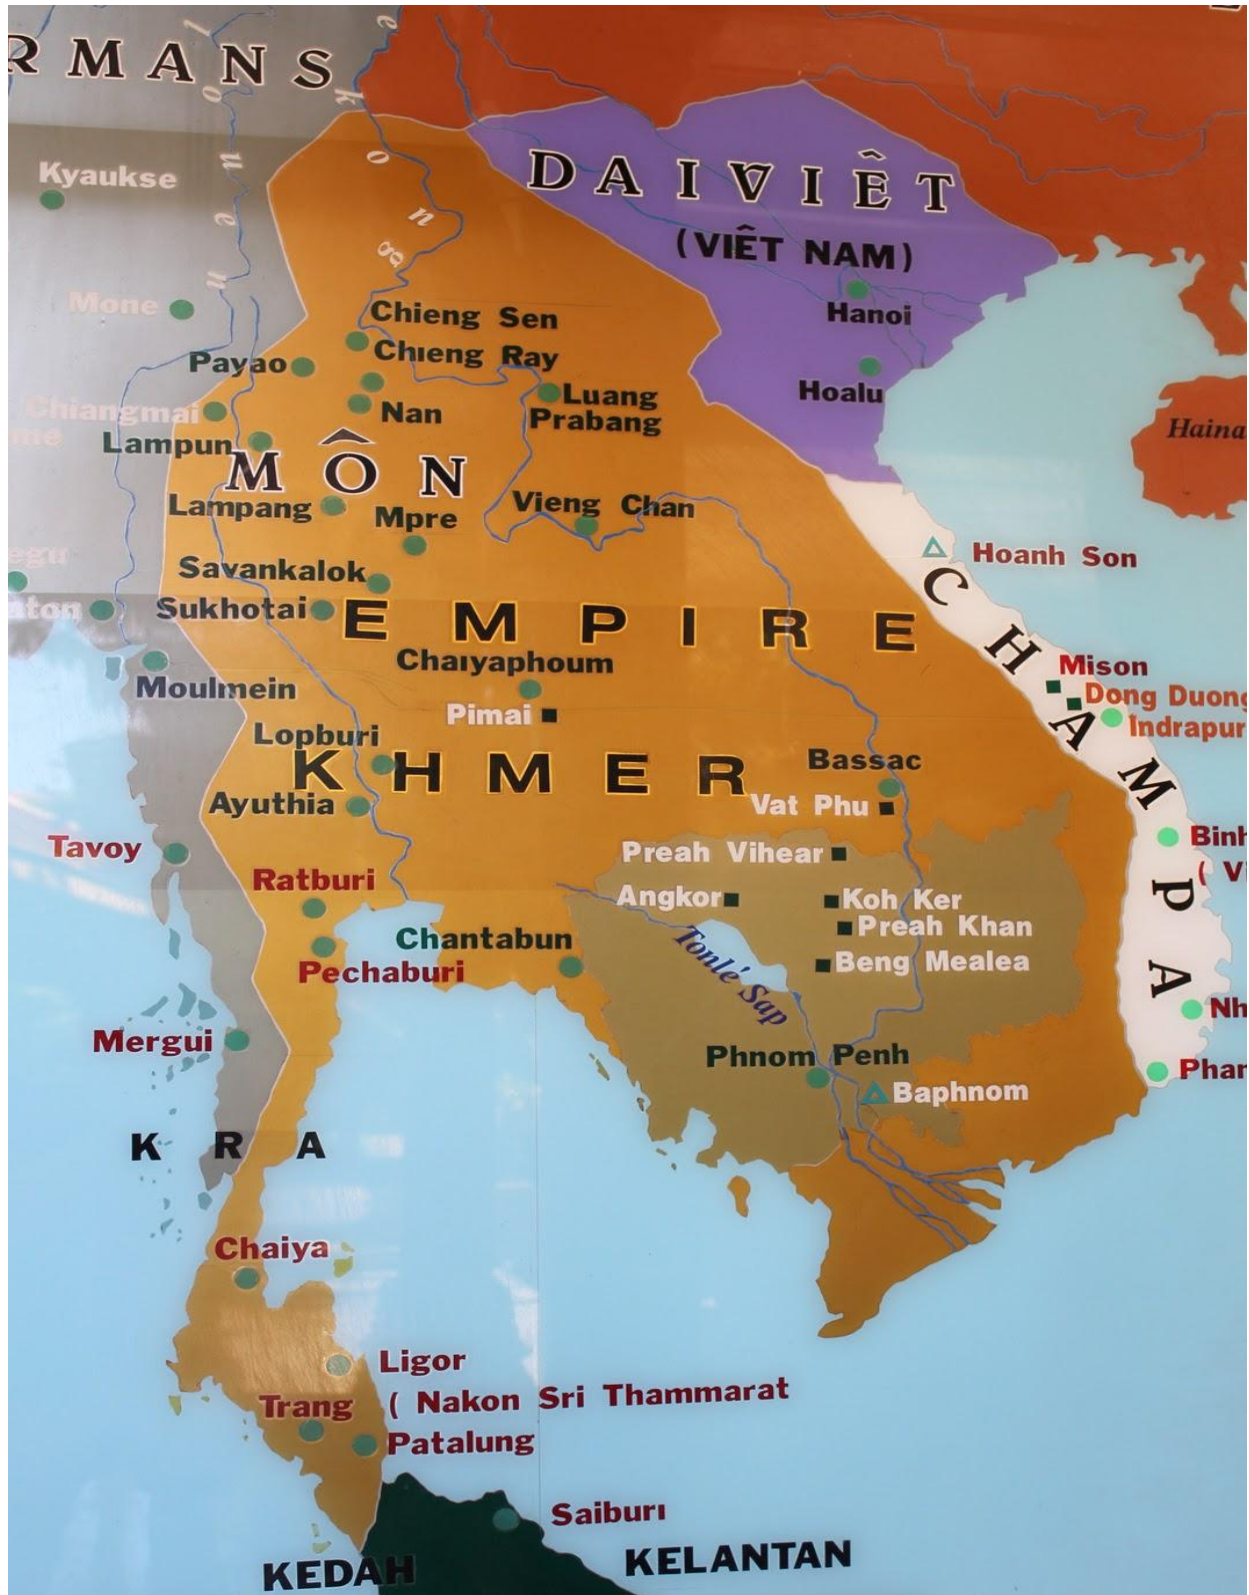 RMANS
Kyaukse
DAIVIÊT
(VIÊT NAM)
Mone
Hanoi
Chieng Sen
Payao
Chieng Ray
Hoalu
Luang
Prabang
Chiangmai
Nan
Lampun
Haina
MÔN
Lampang
Mpre
Vieng Chan
Hoanh Son
Savankalok
Sukhotai
EMPIRE
CHAMPA
Chaiyaphoum
Mison
Moulmein
Dong Duong
Pimai
Indrapur
Lopburi
KHMER
Bassac
Ayuthia
Vat Phu
Binh
Tavoy
Preah Vihear
( Vi
Ratburi
Angkor
Koh Ker
Preah Khan
Chantabun
Tonlé Sap
Beng Mealea
Pechaburi
Nh
Mergui
Phnom Penh
Phar
Baphnom
KRA
Chaiya
Ligor
( Nakon Sri Thammarat
Trang
Patalung
Saiburi
KELANTAN
KEDAH